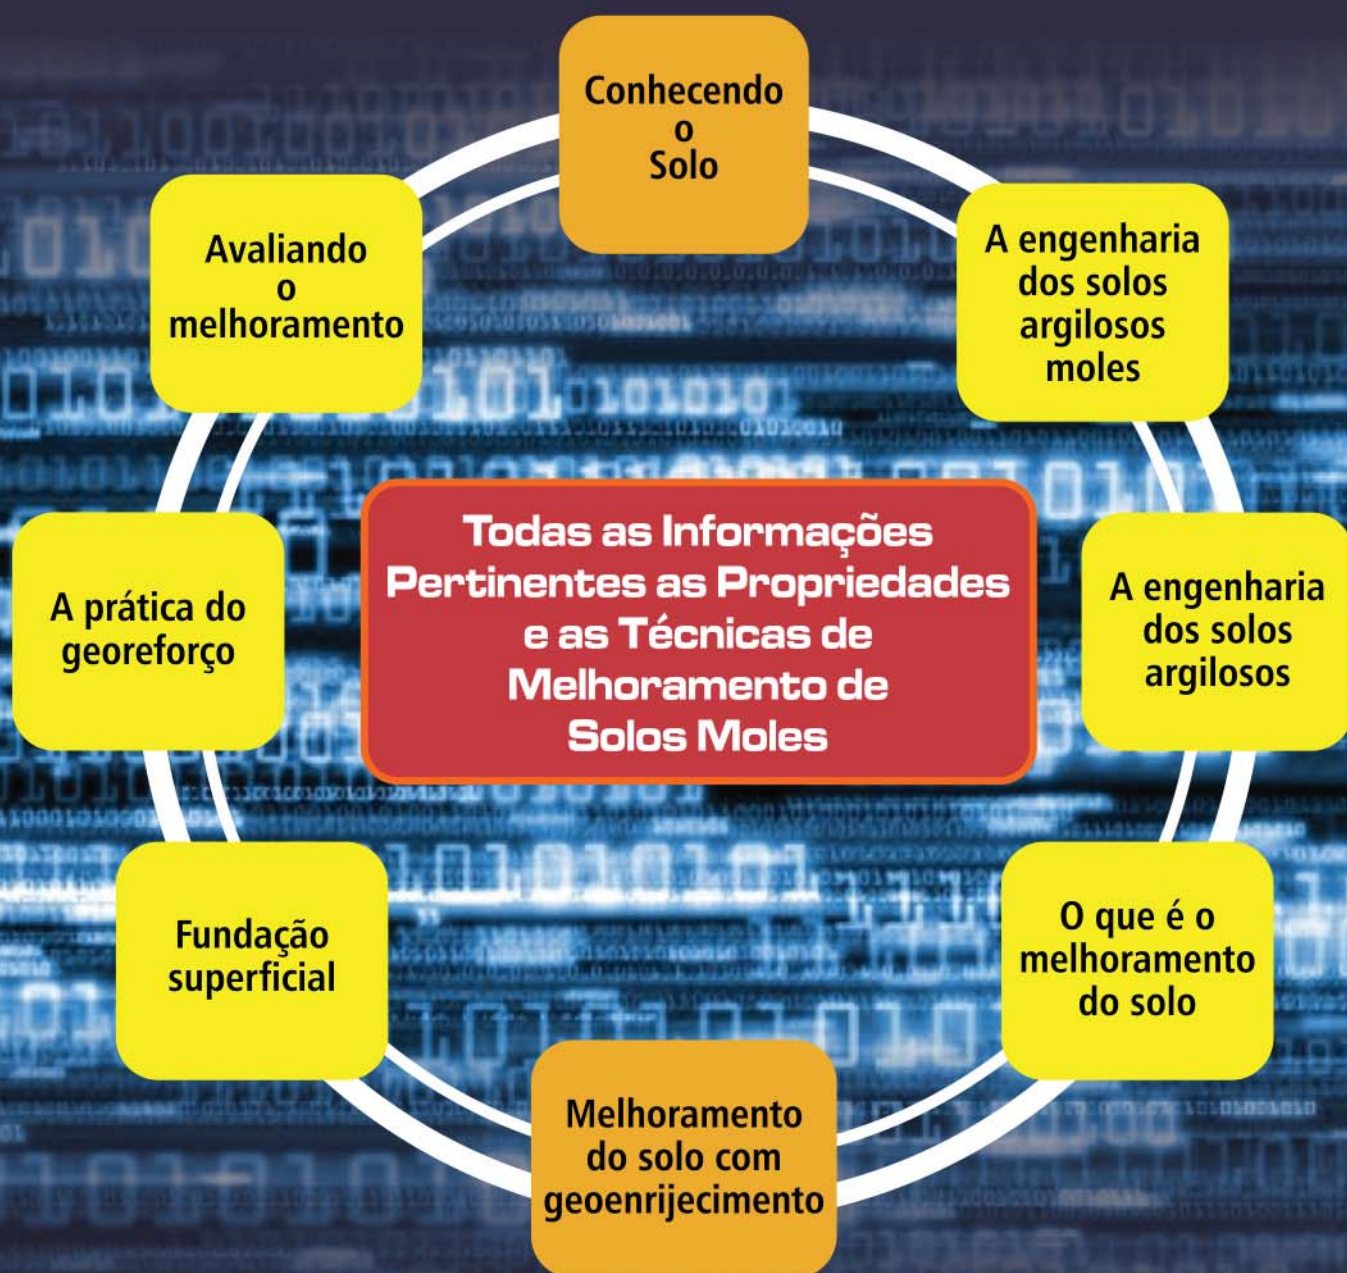 Conhecendo
o
Solo
A engenharia
dos solos
argilosos
moles
A engenharia
dos solos
argilosos
O que é o
melhoramento
do solo
Melhoramento
do solo com
geoenrijecimento
Fundação
superficial
A prática do
georeforço
Avaliando
o
melhoramento
Todas as Informações
Pertinentes as Propriedades
e as Técnicas de
Melhoramento de
Solos Moles